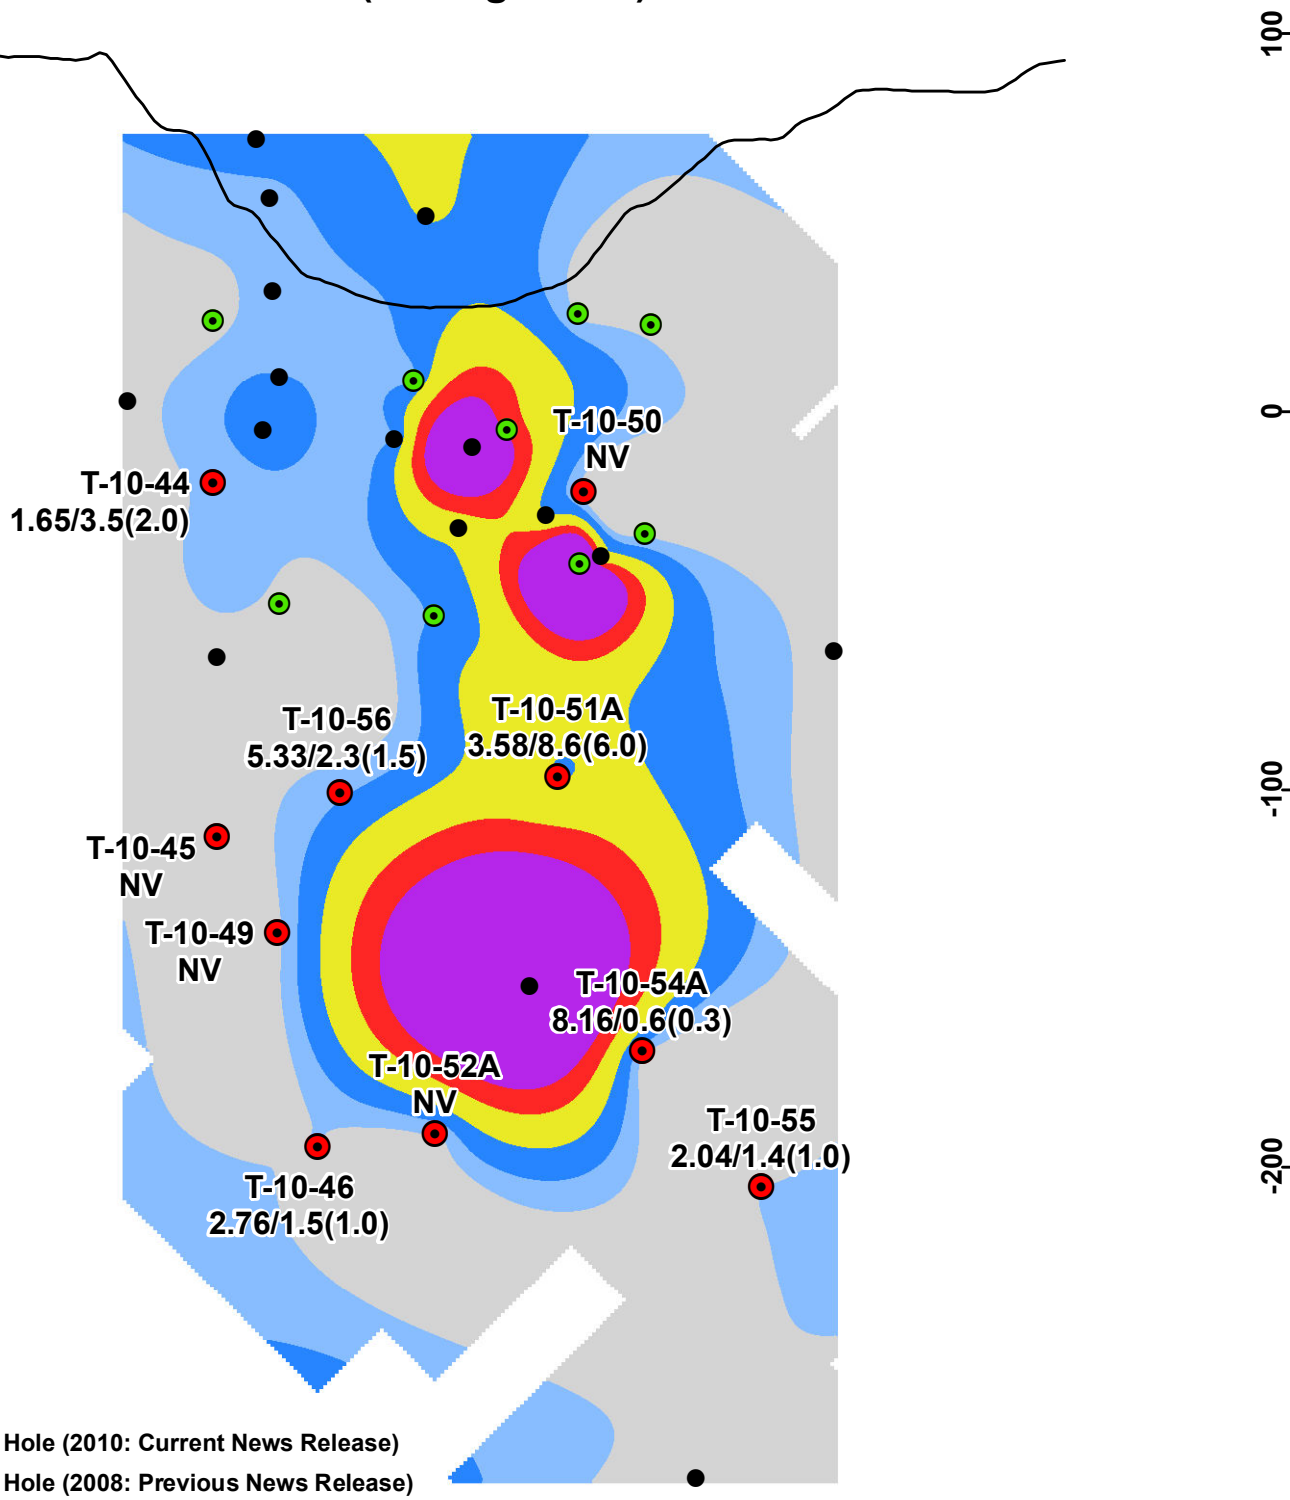 100
0
T-10-50
NV
T-10-44
1.65/3.5(2.0)
T-10-56
5.33/2.3(1.5)
T-10-51A
3.58/8.6(6.0)
-100
T-10-45
NV
T-10-49
NV
T-10-54A
8.16/0.6(0.3)
T-10-52A
NV
T-10-55
2.04/1.4(1.0)
-200
T-10-46
2.76/1.5(1.0)
Hole (2010: Current News Release)
Hole (2008: Previous News Release)